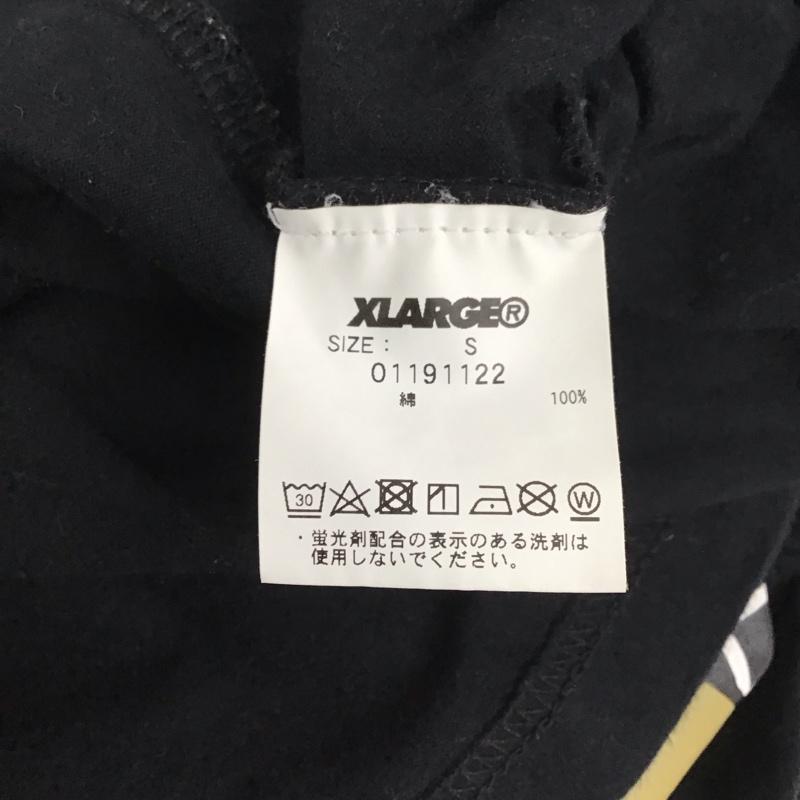 XLARGE®
SIZE : S
01191122
綿 100%
30 W
・蛍光剤配合の表示のある洗剤は
使用しないでください。